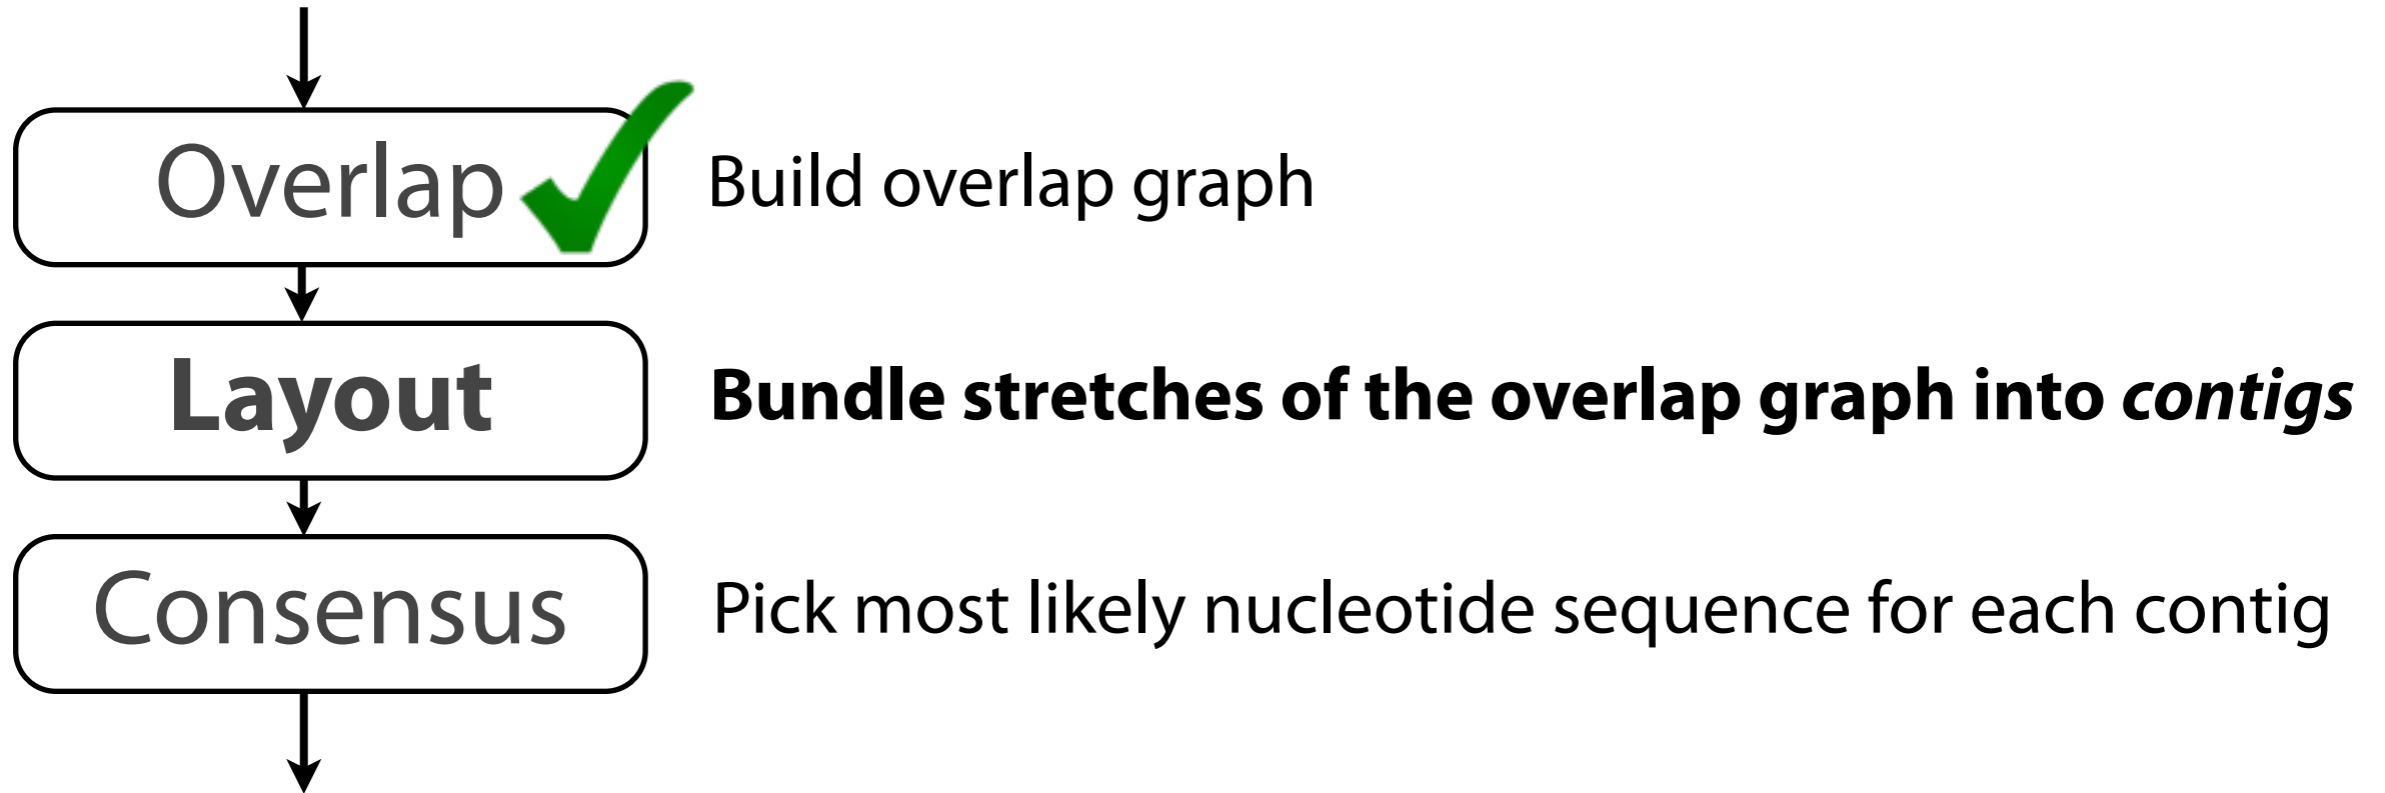 Overlap
Build overlap graph
Layout
Bundle stretches of the overlap graph into contigs
Consensus
Pick most likely nucleotide sequence for each contig